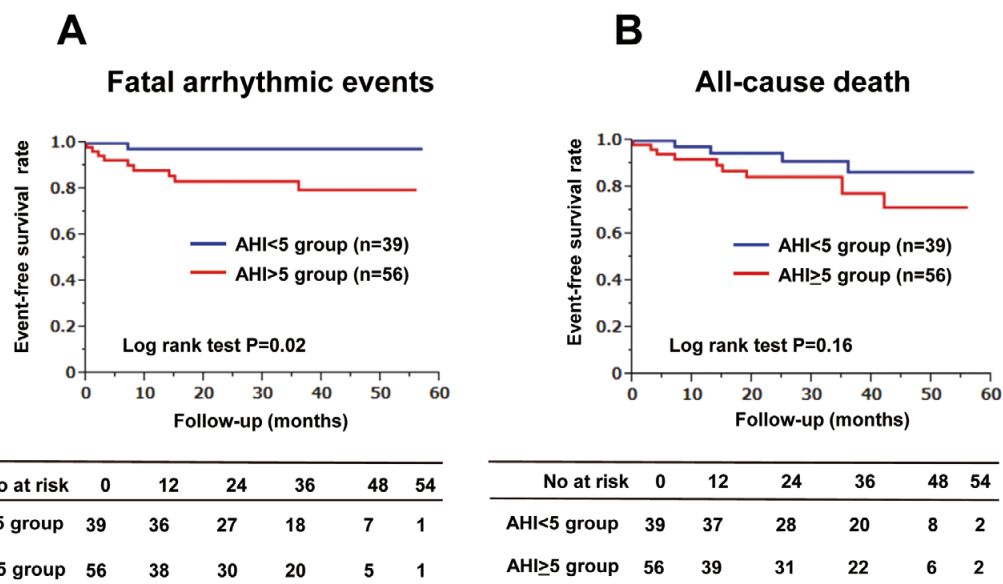 A
Fatal arrhythmic events
Event-free survival rate
1.0
0.8
0.6
0.4
0.2
0
0 10 20 30 40 50 60
AHI<5 group (n=39)
AHI>5 group (n=56)
Log rank test P=0.02
Follow-up (months)
o at risk 0 12 24 36 48 54
5 group 39 36 27 18 7 1
5 group 56 38 30 20 5 1
B
All-cause death
Event-free survival rate
1.0
0.8
0.6
0.4
0.2
0
0 10 20 30 40 50 60
AHI<5 group (n=39)
AHI≥5 group (n=56)
Log rank test P=0.16
Follow-up (months)
No at risk 0 12 24 36 48 54
AHI<5 group 39 37 28 20 8 2
AHI≥5 group 56 39 31 22 6 2